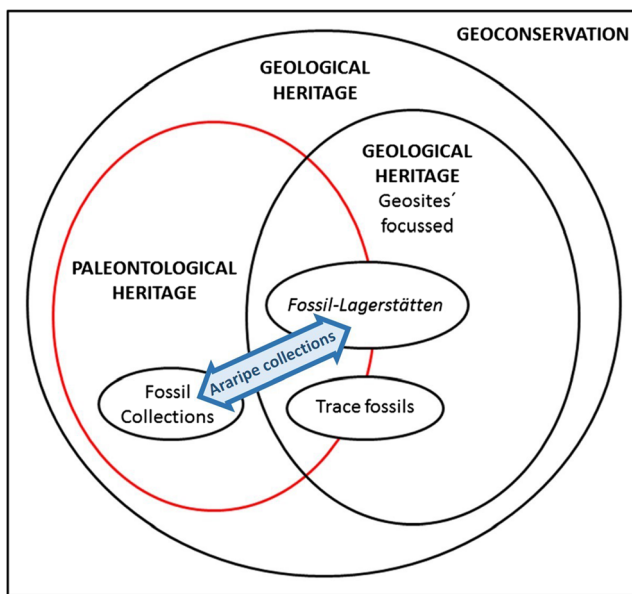 GEOCONSERVATION
GEOLOGICAL
HERITAGE
GEOLOGICAL
HERITAGE
Geosites´
focussed
PALEONTOLOGICAL
HERITAGE
Fossil-Lagerstätten
Araripe collections
Fossil
Collections
Trace fossils